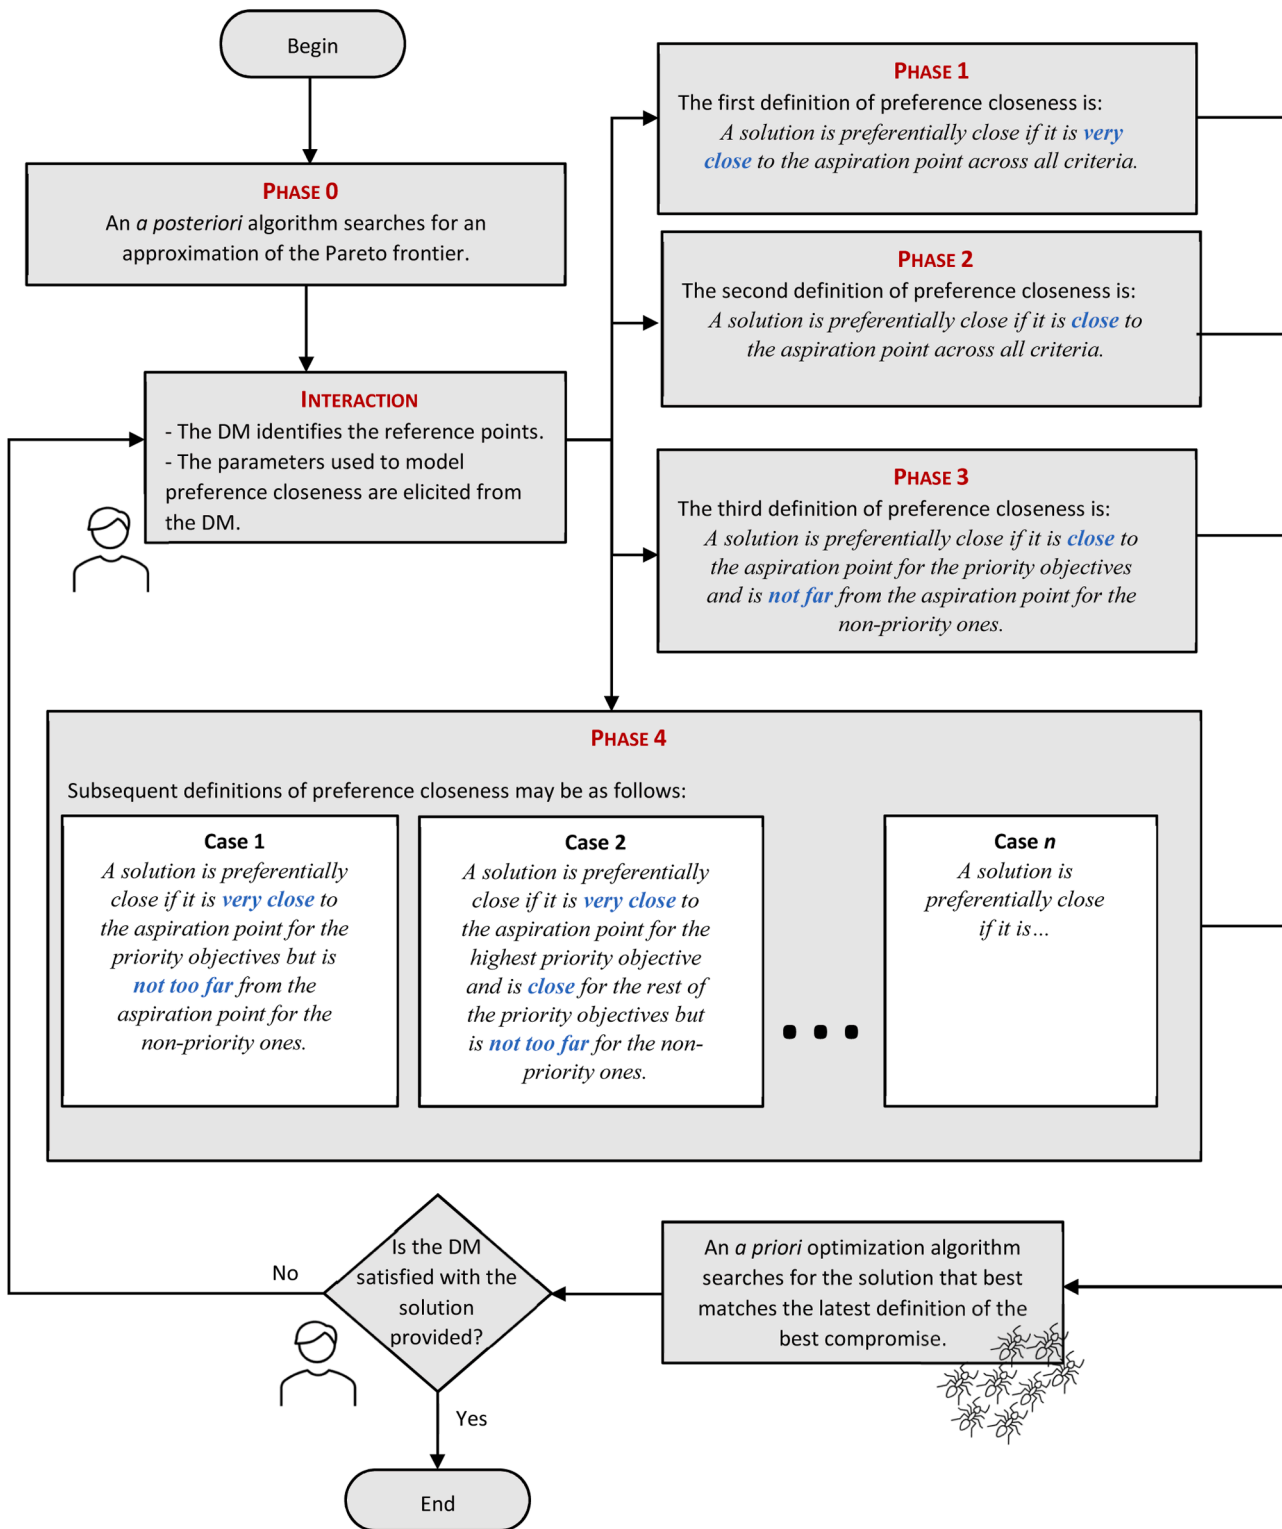 Begin
PHASE 0
An a posteriori algorithm searches for an
approximation of the Pareto frontier.
INTERACTION
- The DM identifies the reference points.
- The parameters used to model
preference closeness are elicited from
the DM.
PHASE 1
The first definition of preference closeness is:
A solution is preferentially close if it is very
close to the aspiration point across all criteria.
PHASE 2
The second definition of preference closeness is:
A solution is preferentially close if it is close to
the aspiration point across all criteria.
PHASE 3
The third definition of preference closeness is:
A solution is preferentially close if it is close to
the aspiration point for the priority objectives
and is not far from the aspiration point for the
non-priority ones.
PHASE 4
Subsequent definitions of preference closeness may be as follows:
Case 1
A solution is preferentially
close if it is very close to
the aspiration point for the
priority objectives but is
not too far from the
aspiration point for the
non-priority ones.
Case 2
A solution is preferentially
close if it is very close to
the aspiration point for the
highest priority objective
and is close for the rest of
the priority objectives but
is not too far for the non-
priority ones.
Case n
A solution is
preferentially close
if it is…
An a priori optimization algorithm
searches for the solution that best
matches the latest definition of the
best compromise.
Is the DM
satisfied with the
solution
provided?
No
Yes
End